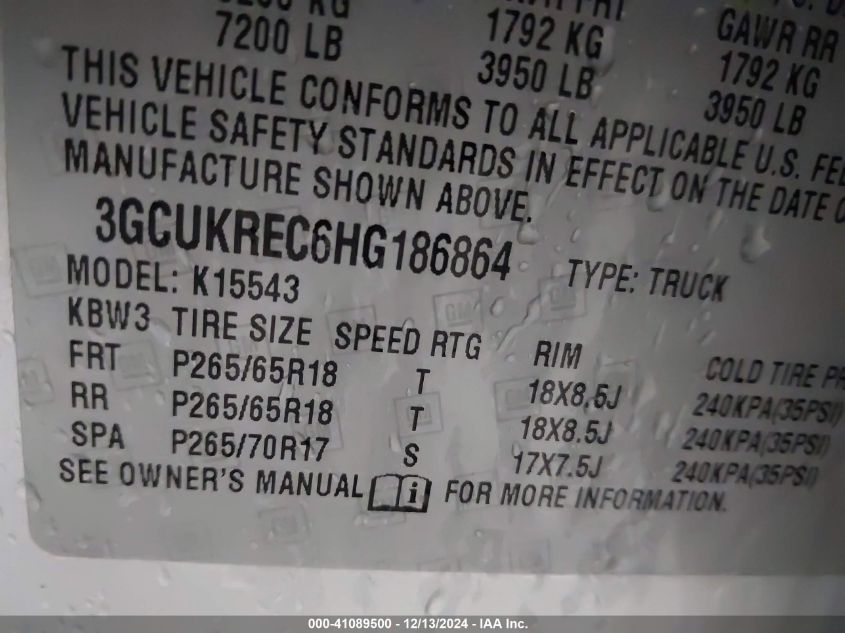 7200 LB 1792 KG GAWR RR
3950 LB 1792 KG
3950 LB
THIS VEHICLE CONFORMS TO ALL APPLICABLE U.S.
VEHICLE SAFETY STANDARDS IN EFFECT ON THE DATE
MANUFACTURE SHOWN ABOVE.
3GCUKREC6HG186864 TYPE: TRUCK
MODEL: K15543
KBW3 TIRE SIZE SPEED RTG RIM COLD TIRE
FRT P265/65R18 T 18X8.5J 240KPA(35PSI)
RR P265/65R18 T 18X8.5J 240KPA(35PSI)
SPA P265/70R17 S 17X7.5J 240KPA(35PSI)
SEE OWNER'S MANUAL i FOR MORE INFORMATION.
000-41089500 - 12/13/2024 - IAA Inc.